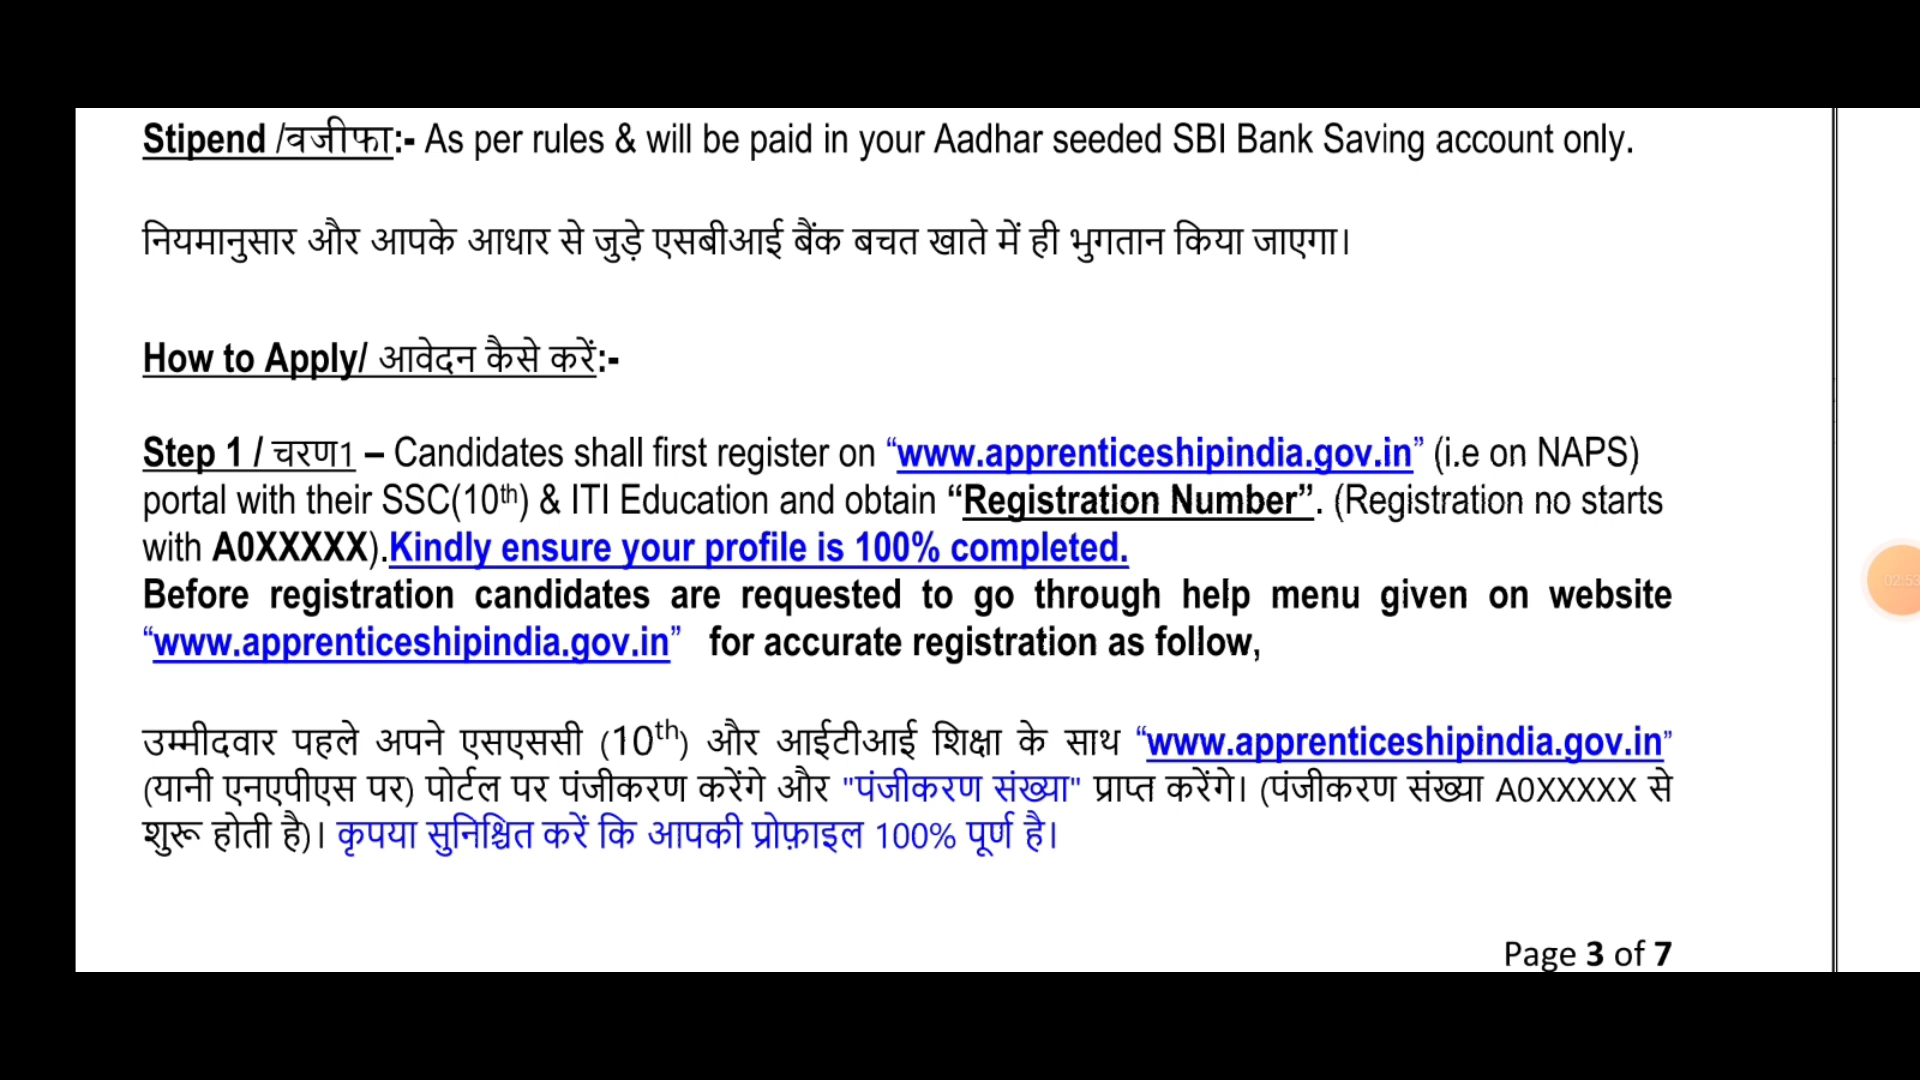 Stipend /वजीफा:- As per rules & will be paid in your Aadhar seeded SBI Bank Saving account only.
नियमानुसार और आपके आधार से जुड़े एसबीआई बैंक बचत खाते में ही भुगतान किया जाएगा।
How to Apply/ आवेदन कैसे करें:-
Step 1 / चरण1 – Candidates shall first register on “www.apprenticeshipindia.gov.in” (i.e on NAPS)
portal with their SSC(10th) & ITI Education and obtain “Registration Number”. (Registration no starts
with A0XXXXX).Kindly ensure your profile is 100% completed.
Before registration candidates are requested to go through help menu given on website
“www.apprenticeshipindia.gov.in” for accurate registration as follow,
उम्मीदवार पहले अपने एसएससी (10th) और आईटीआई शिक्षा के साथ “www.apprenticeshipindia.gov.in”
(यानी एनएपीएस पर) पोर्टल पर पंजीकरण करेंगे और "पंजीकरण संख्या" प्राप्त करेंगे। (पंजीकरण संख्या A0XXXXX से
शुरू होती है)। कृपया सुनिश्चित करें कि आपकी प्रोफ़ाइल 100% पूर्ण है।
Page 3 of 7
02:53